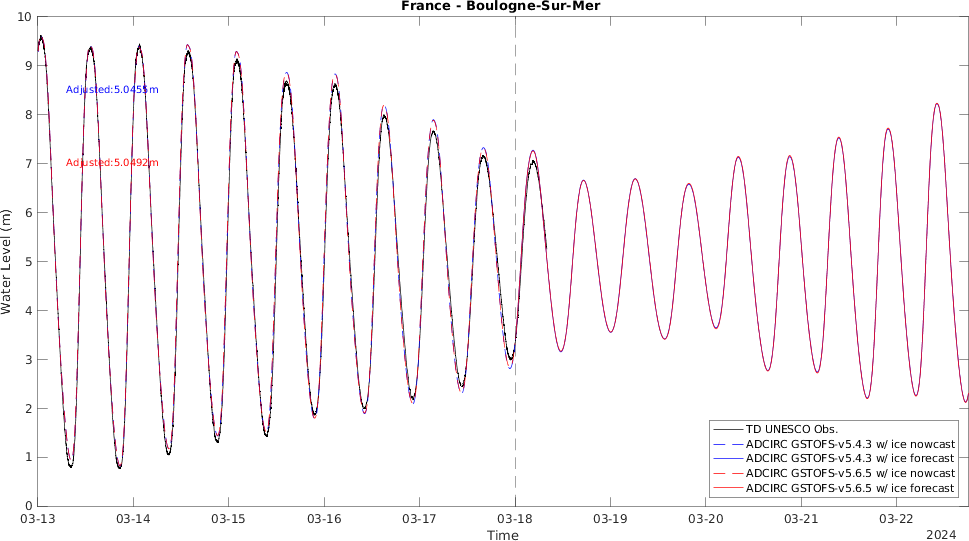 France - Boulogne-Sur-Mer
10
9
8
7
6
5
4
3
2
1
0
Water Level (m)
Adjusted:5.0455m
Adjusted:5.0492m
TD UNESCO Obs.
ADCIRC GSTOFS-v5.4.3 w/ ice nowcast
ADCIRC GSTOFS-v5.4.3 w/ ice forecast
ADCIRC GSTOFS-v5.6.5 w/ ice nowcast
ADCIRC GSTOFS-v5.6.5 w/ ice forecast
03-13 03-14 03-15 03-16 03-17 03-18 03-19 03-20 03-21 03-22
Time
2024